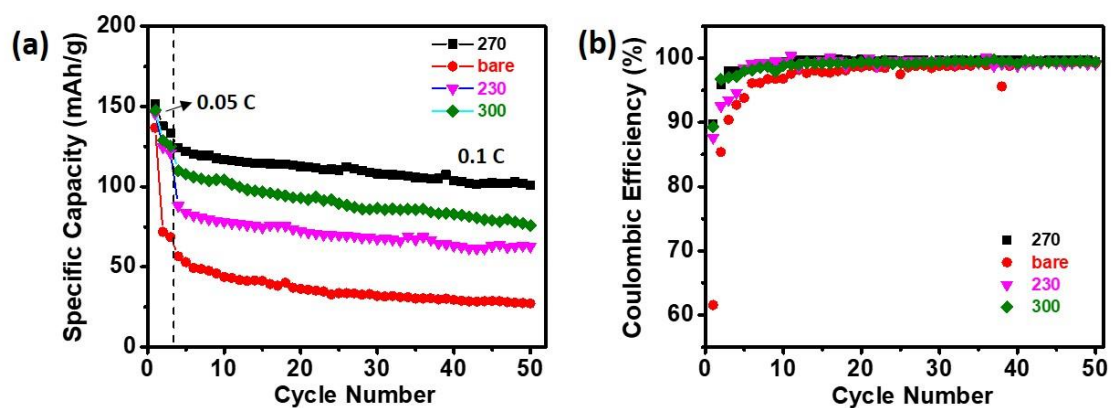 (a)
Specific Capacity (mAh/g)
200
150
100
50
0
0 10 20 30 40 50
Cycle Number
0.05 C
0.1 C
270
bare
230
300
(b)
Coulombic Efficiency (%)
100
90
80
70
60
0 10 20 30 40 50
Cycle Number
270
bare
230
300